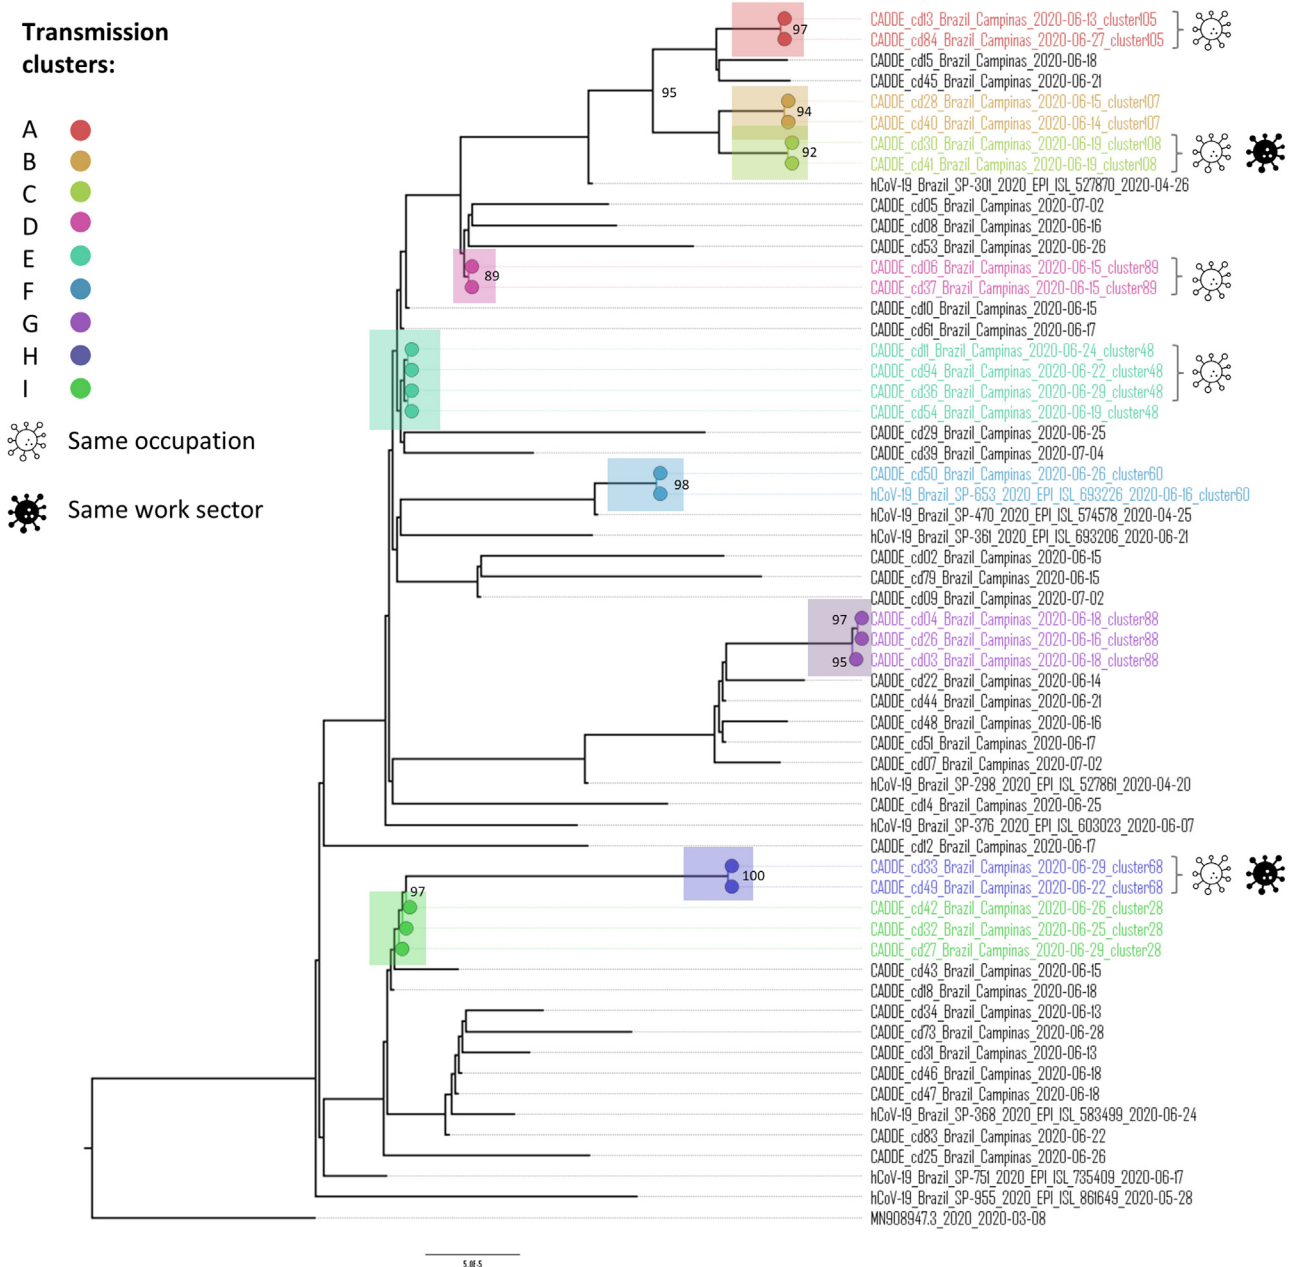 Transmission
clusters:
A
B
C
D
E
F
G
H
I
Same occupation
Same work sector
97
95
94
92
89
98
97
95
100
97
CADDE_cd13_Brazil_Campinas_2020-06-13_cluster105
CADDE_cd84_Brazil_Campinas_2020-06-27_cluster105
CADDE_cd15_Brazil_Campinas_2020-06-18
CADDE_cd45_Brazil_Campinas_2020-06-21
CADDE_cd28_Brazil_Campinas_2020-06-15_cluster107
CADDE_cd40_Brazil_Campinas_2020-06-14_cluster107
CADDE_cd30_Brazil_Campinas_2020-06-19_cluster108
CADDE_cd41_Brazil_Campinas_2020-06-19_cluster108
hCoV-19_Brazil_SP-301_2020_EPI_ISL_527870_2020-04-26
CADDE_cd05_Brazil_Campinas_2020-07-02
CADDE_cd08_Brazil_Campinas_2020-06-16
CADDE_cd53_Brazil_Campinas_2020-06-26
CADDE_cd06_Brazil_Campinas_2020-06-15_cluster89
CADDE_cd37_Brazil_Campinas_2020-06-15_cluster89
CADDE_cd10_Brazil_Campinas_2020-06-15
CADDE_cd61_Brazil_Campinas_2020-06-17
CADDE_cd11_Brazil_Campinas_2020-06-24_cluster48
CADDE_cd94_Brazil_Campinas_2020-06-22_cluster48
CADDE_cd36_Brazil_Campinas_2020-06-29_cluster48
CADDE_cd54_Brazil_Campinas_2020-06-19_cluster48
CADDE_cd29_Brazil_Campinas_2020-06-25
CADDE_cd39_Brazil_Campinas_2020-07-04
CADDE_cd50_Brazil_Campinas_2020-06-26_cluster60
hCoV-19_Brazil_SP-653_2020_EPI_ISL_693226_2020-06-16_cluster60
hCoV-19_Brazil_SP-470_2020_EPI_ISL_574578_2020-04-25
hCoV-19_Brazil_SP-361_2020_EPI_ISL_693206_2020-06-21
CADDE_cd02_Brazil_Campinas_2020-06-15
CADDE_cd79_Brazil_Campinas_2020-06-15
CADDE_cd09_Brazil_Campinas_2020-07-02
CADDE_cd04_Brazil_Campinas_2020-06-18_cluster88
CADDE_cd26_Brazil_Campinas_2020-06-16_cluster88
CADDE_cd03_Brazil_Campinas_2020-06-18_cluster88
CADDE_cd22_Brazil_Campinas_2020-06-14
CADDE_cd44_Brazil_Campinas_2020-06-21
CADDE_cd48_Brazil_Campinas_2020-06-16
CADDE_cd51_Brazil_Campinas_2020-06-17
CADDE_cd07_Brazil_Campinas_2020-07-02
hCoV-19_Brazil_SP-298_2020_EPI_ISL_527861_2020-04-20
CADDE_cd14_Brazil_Campinas_2020-06-25
hCoV-19_Brazil_SP-376_2020_EPI_ISL_603023_2020-06-07
CADDE_cd12_Brazil_Campinas_2020-06-17
CADDE_cd33_Brazil_Campinas_2020-06-29_cluster68
CADDE_cd49_Brazil_Campinas_2020-06-22_cluster68
CADDE_cd42_Brazil_Campinas_2020-06-26_cluster28
CADDE_cd32_Brazil_Campinas_2020-06-25_cluster28
CADDE_cd27_Brazil_Campinas_2020-06-29_cluster28
CADDE_cd43_Brazil_Campinas_2020-06-15
CADDE_cd18_Brazil_Campinas_2020-06-18
CADDE_cd34_Brazil_Campinas_2020-06-13
CADDE_cd73_Brazil_Campinas_2020-06-28
CADDE_cd31_Brazil_Campinas_2020-06-13
CADDE_cd46_Brazil_Campinas_2020-06-18
CADDE_cd47_Brazil_Campinas_2020-06-18
hCoV-19_Brazil_SP-368_2020_EPI_ISL_583499_2020-06-24
CADDE_cd83_Brazil_Campinas_2020-06-22
CADDE_cd25_Brazil_Campinas_2020-06-26
hCoV-19_Brazil_SP-751_2020_EPI_ISL_735409_2020-06-17
hCoV-19_Brazil_SP-955_2020_EPI_ISL_861649_2020-05-28
MN908947.3_2020_2020-03-08
5.0E-5